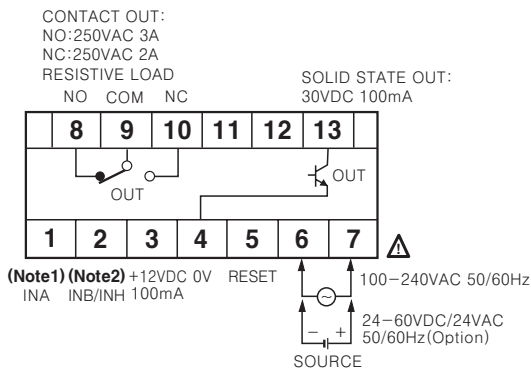 CONTACT OUT:
NO:250VAC 3A
NC:250VAC 2A
RESISTIVE LOAD
SOLID STATE OUT:
30VDC 100mA
NO COM NC
8 9 10 11 12 13
OUT
OUT
1 2 3 4 5 6 7
(Note1) (Note2) +12VDC 0V RESET
INA INB/INH 100mA
100-240VAC 50/60Hz
24-60VDC/24VAC
50/60Hz(Option)
- +
SOURCE